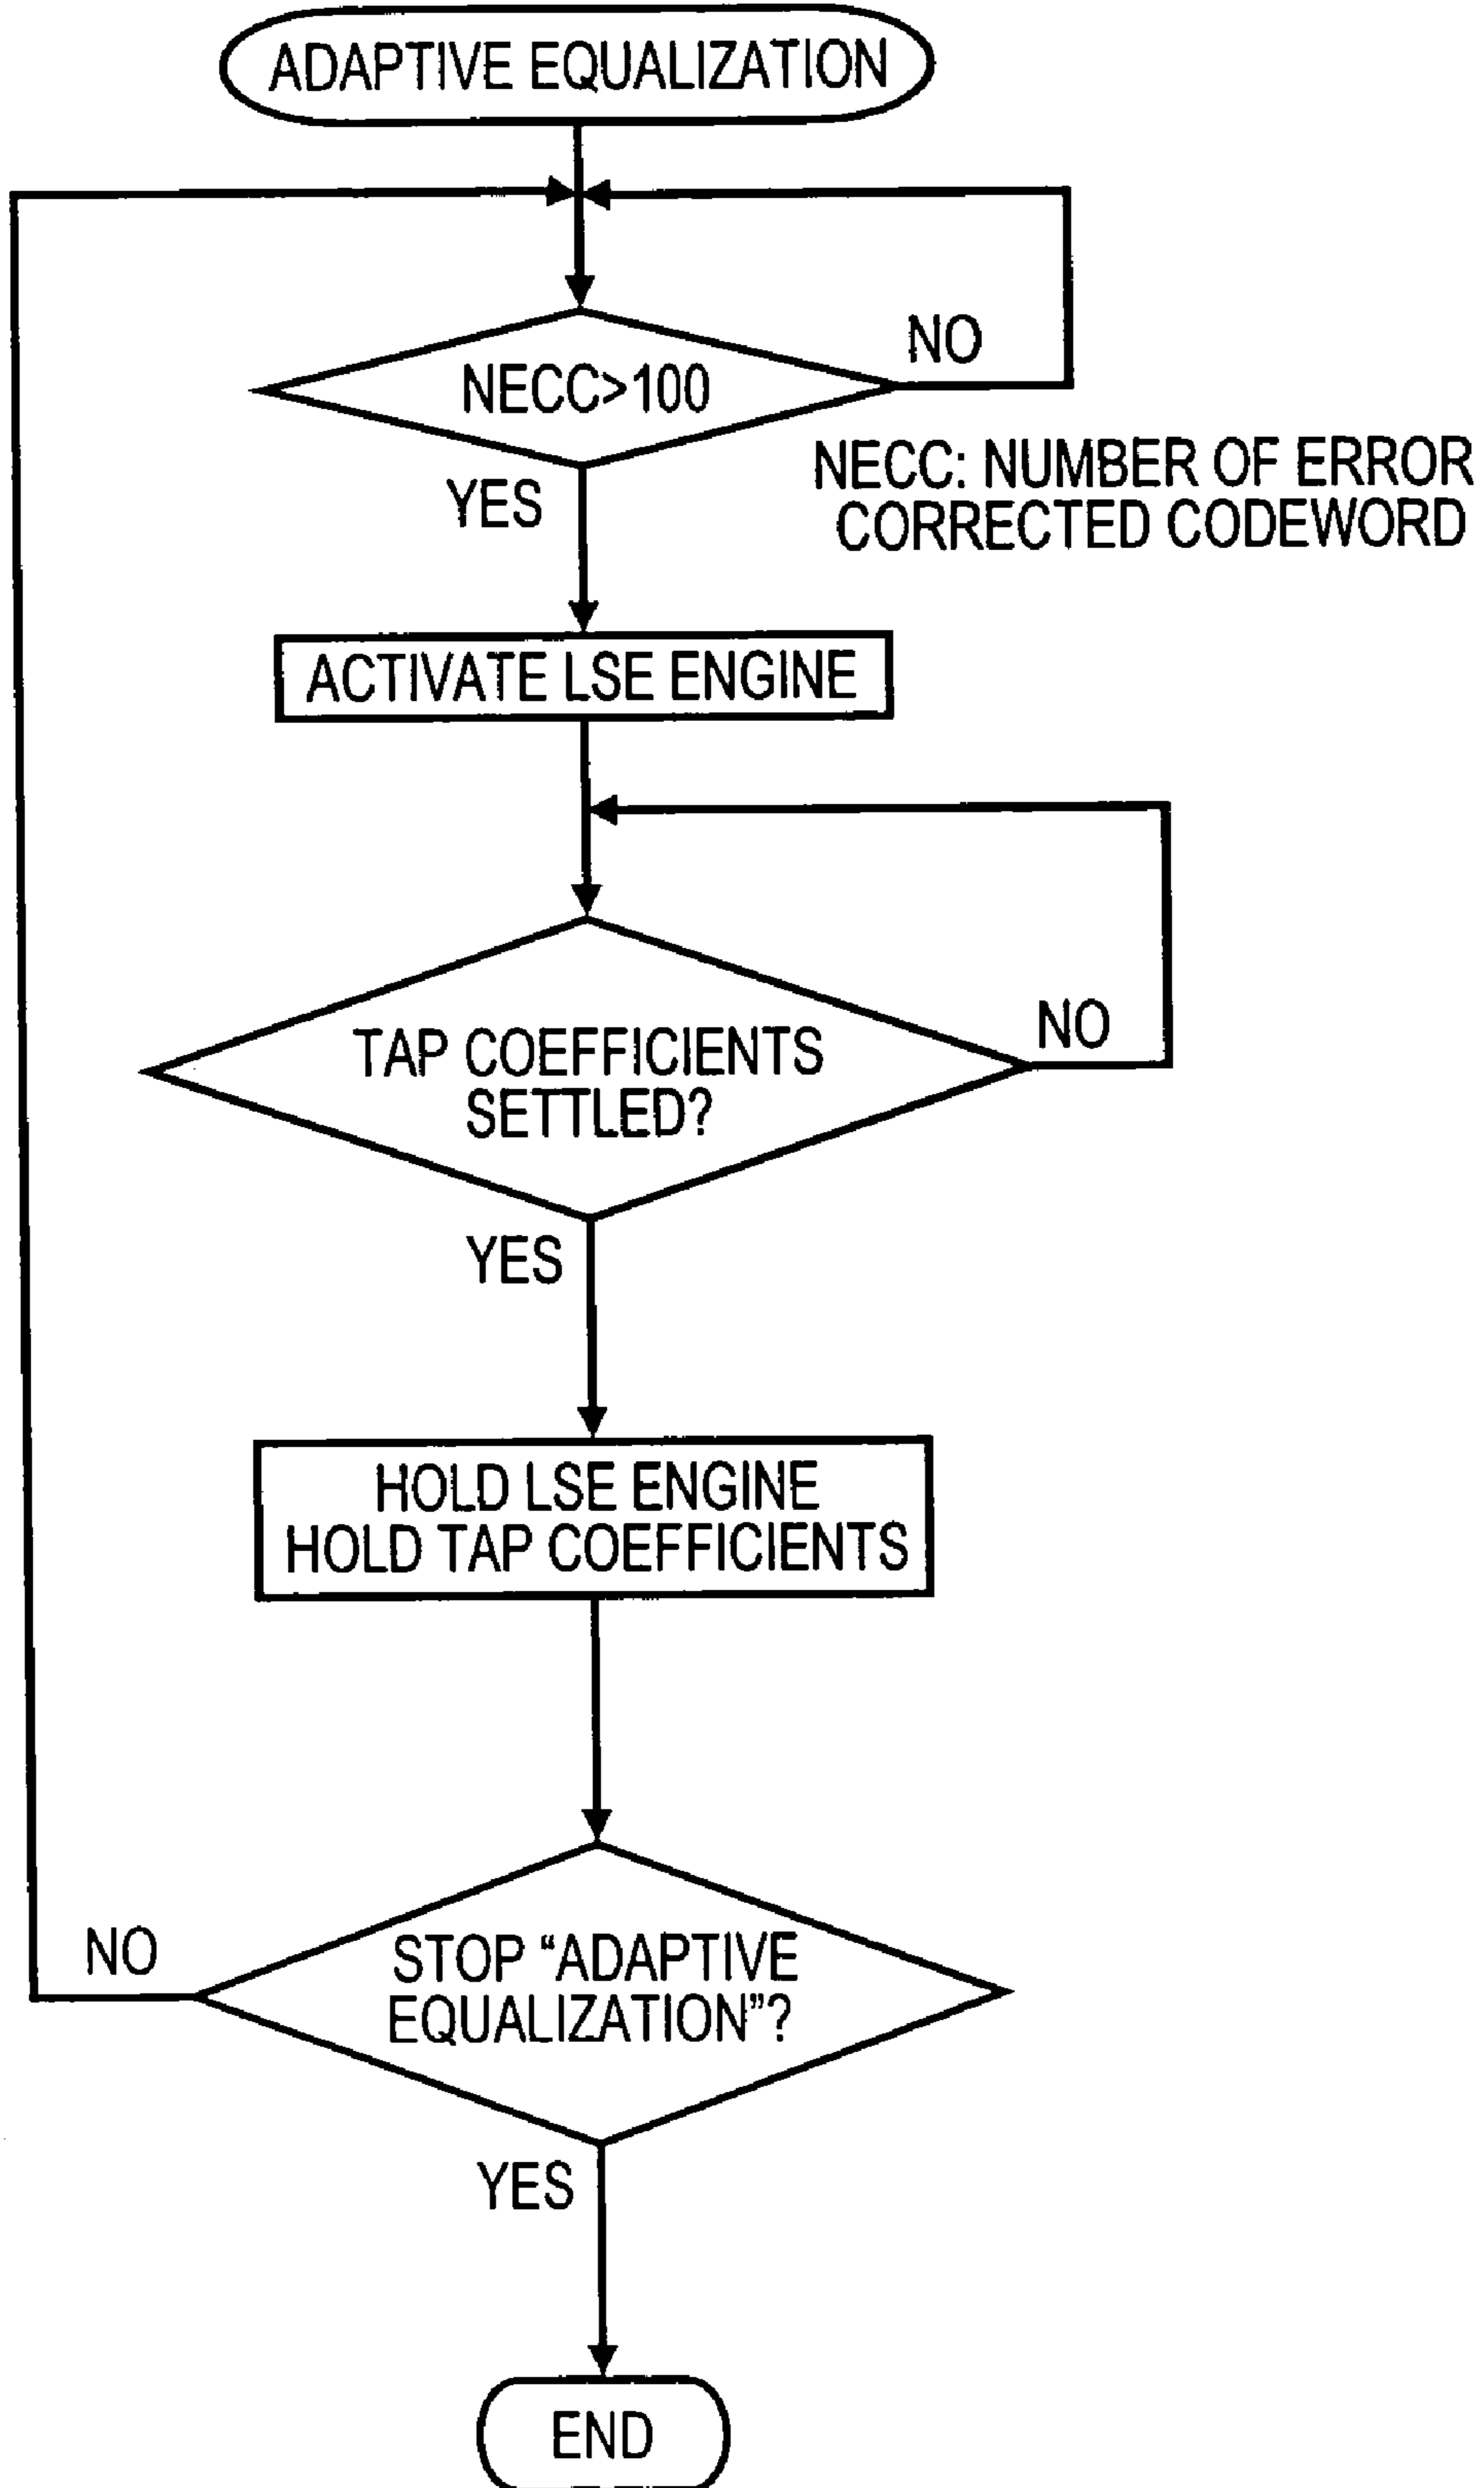 ADAPTIVE EQUALIZATION
NO
NECC>100
NECC: NUMBER OF ERROR
CORRECTED CODEWORD
YES
ACTIVATE LSE ENGINE
NO
TAP COEFFICIENTS
SETTLED?
YES
HOLD LSE ENGINE
HOLD TAP COEFFICIENTS
NO
STOP “ADAPTIVE
EQUALIZATION”?
YES
END